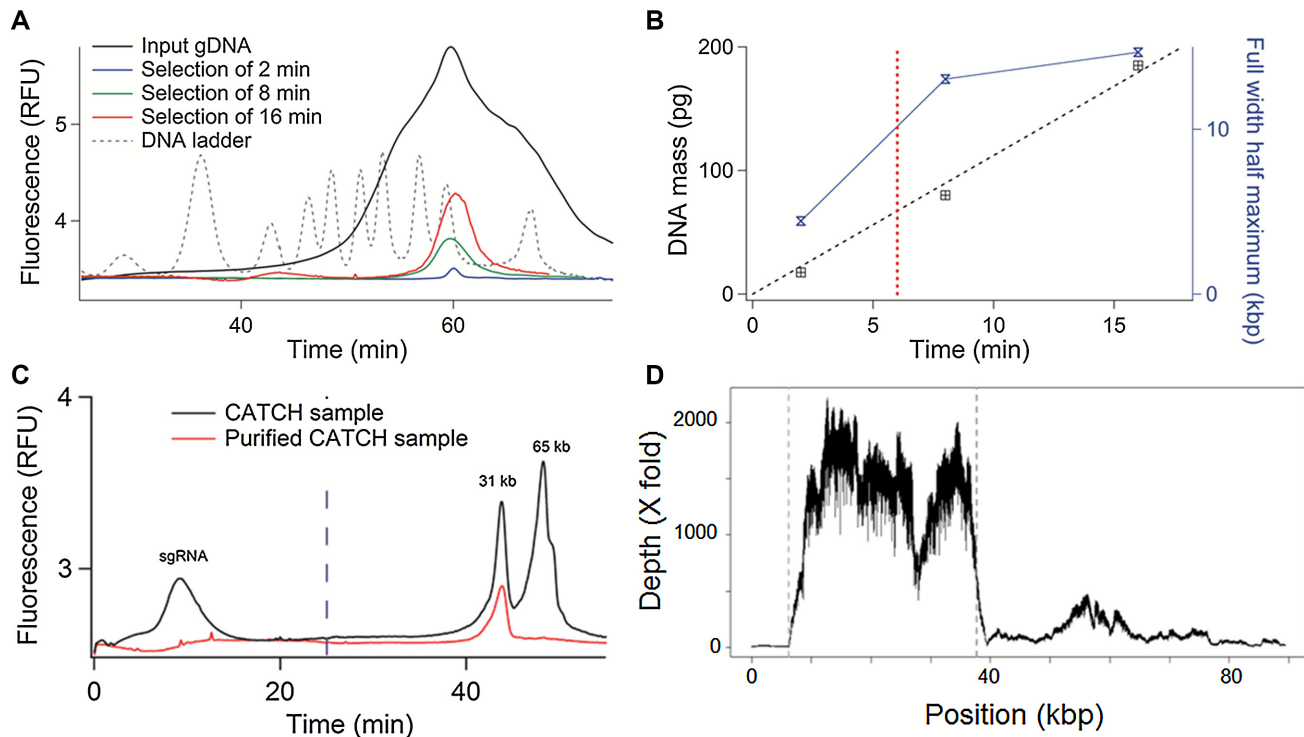 A
Input gDNA
Selection of 2 min
Selection of 8 min
Selection of 16 min
DNA ladder
Fluorescence (RFU)
5
4
40
60
Time (min)
B
200
100
0
DNA mass (pg)
10
0
Full width half maximum (kbp)
0
5
10
15
Time (min)
C
4
3
Fluorescence (RFU)
CATCH sample
Purified CATCH sample
sgRNA
31 kb
65 kb
0
20
40
Time (min)
D
2000
1000
0
Depth (X fold)
0
40
80
Position (kbp)